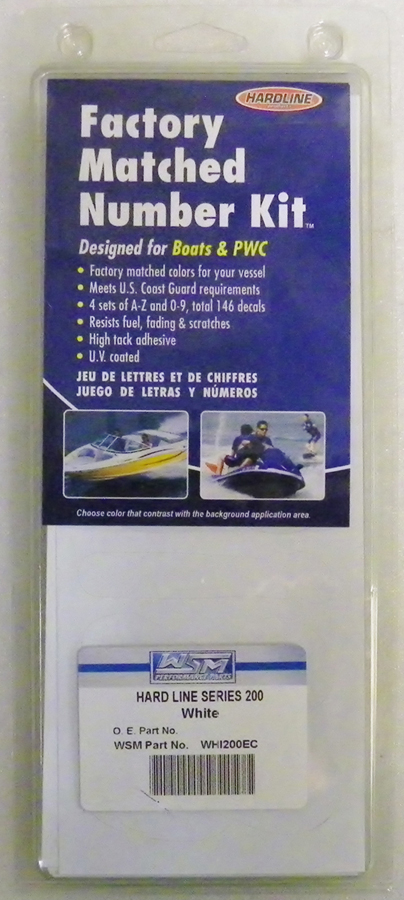 HARDLINE
Factory
Matched
Number Kit™
Designed for Boats & PWC
• Factory matched colors for your vessel
• Meets U.S. Coast Guard requirements
• 4 sets of A-Z and 0-9, total 146 decals
• Resists fuel, fading & scratches
• High tack adhesive
• U.V. coated
JEU DE LETTRES ET DE CHIFFRES
JUEGO DE LETRAS Y NÚMEROS
Choose color that contrast with the background application area.
WSM
PERFORMANCE PARTS
HARD LINE SERIES 200
White
O. E. Part No.
WSM Part No. WHI200EC